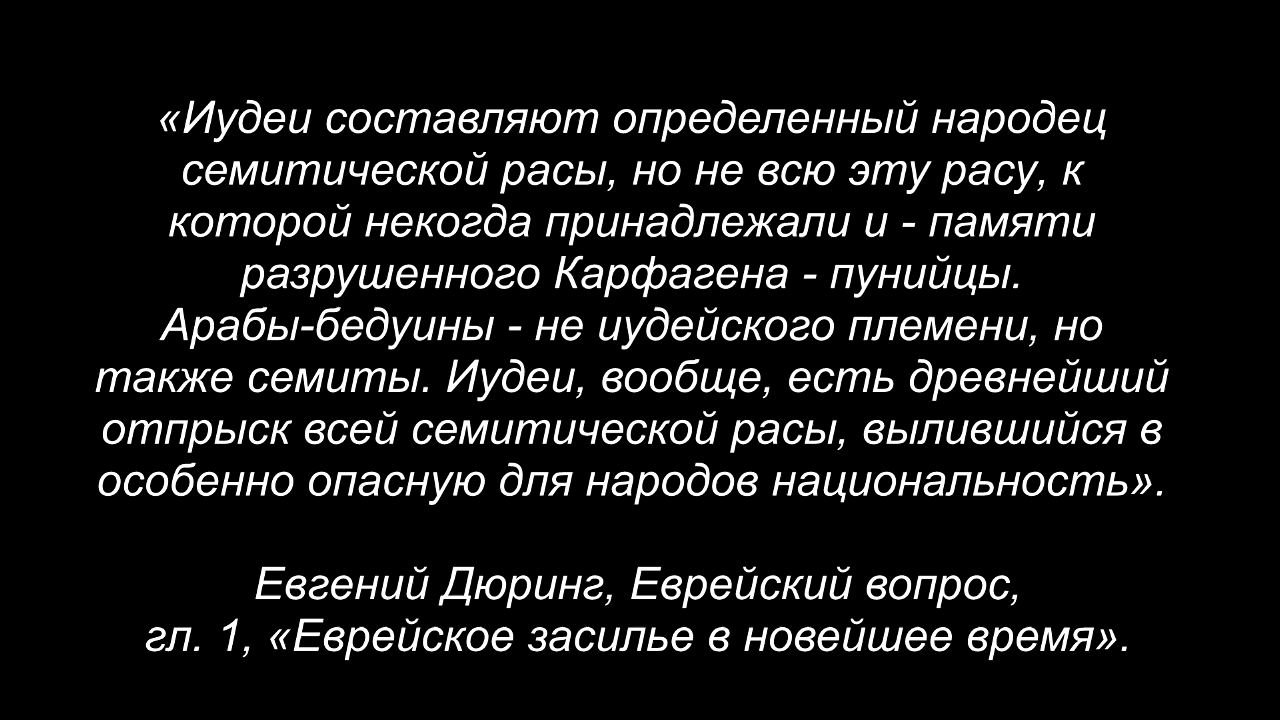 «Иудеи составляют определенный народец
семитической расы, но не всю эту расу, к
которой некогда принадлежали и - памяти
разрушенного Карфагена - пунийцы.
Арабы-бедуины - не иудейского племени, но
также семиты. Иудеи, вообще, есть древнейший
отпрыск всей семитической расы, вылившийся в
особенно опасную для народов национальность».
Евгений Дюринг, Еврейский вопрос,
гл. 1, «Еврейское засилье в новейшее время».